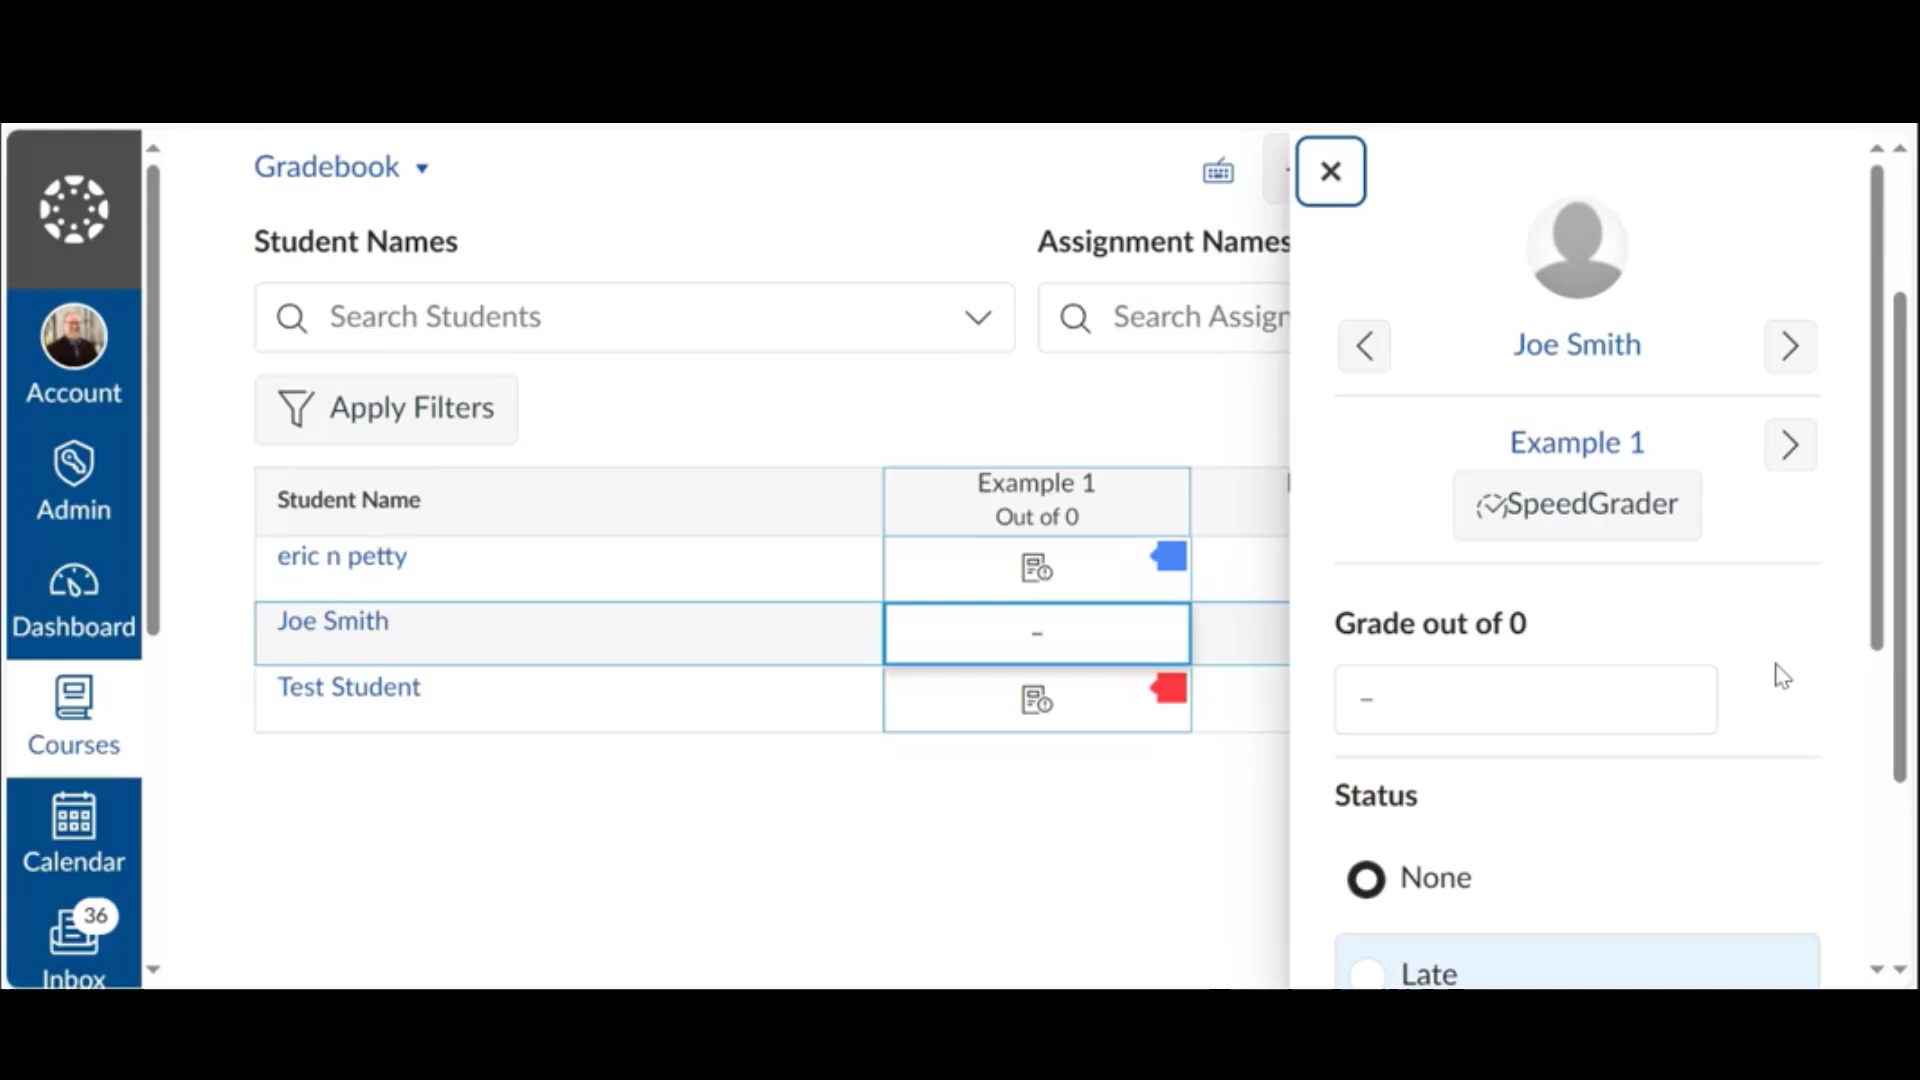 Account
Admin
Dashboard
Courses
Calendar
36
Inbox
Gradebook
Student Names
Search Students
Assignment Names
Search Assign
Apply Filters
Student Name
Example 1
Out of 0
eric n petty
Joe Smith
–
Test Student
Joe Smith
Example 1
SpeedGrader
Grade out of 0
–
Status
None
Late